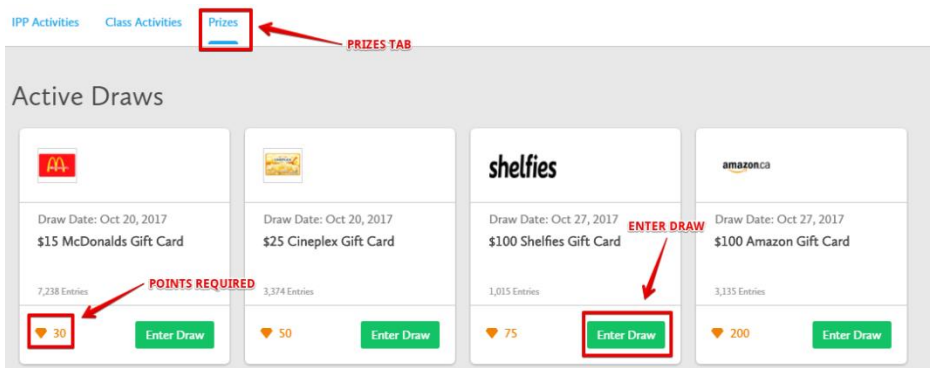 IPP Activities Class Activities Prizes
PRIZES TAB
Active Draws
shelfies
amazon.ca
Draw Date: Oct 20, 2017
$15 McDonalds Gift Card
7,238 Entries
POINTS REQUIRED
30 Enter Draw
Draw Date: Oct 20, 2017
$25 Cineplex Gift Card
3,374 Entries
50 Enter Draw
Draw Date: Oct 27, 2017
$100 Shelfies Gift Card
ENTER DRAW
1,015 Entries
75 Enter Draw
Draw Date: Oct 27, 2017
$100 Amazon Gift Card
3,135 Entries
200 Enter Draw